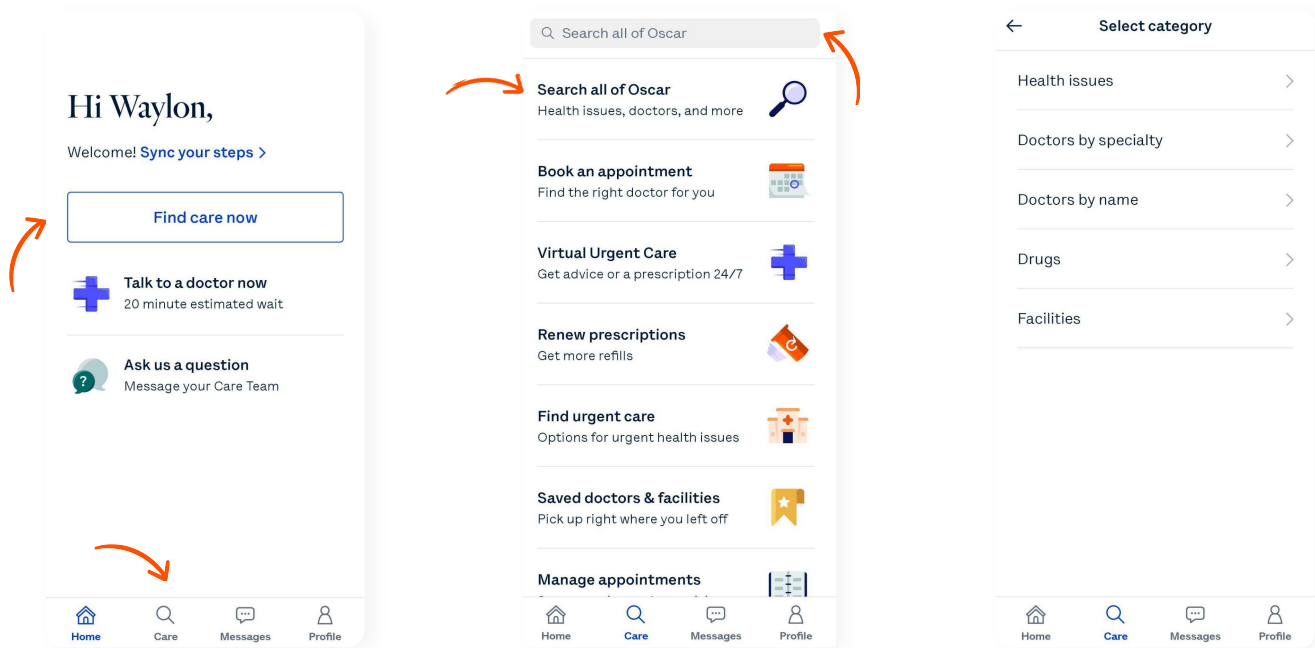 Hi Waylon,
Welcome! Sync your steps >
Find care now
Talk to a doctor now
20 minute estimated wait
?
Ask us a question
Message your Care Team
Home
Care
Messages
Profile
Search all of Oscar
Search all of Oscar
Health issues, doctors, and more
Book an appointment
Find the right doctor for you
Virtual Urgent Care
Get advice or a prescription 24/7
Renew prescriptions
Get more refills
Find urgent care
Options for urgent health issues
Saved doctors & facilities
Pick up right where you left off
Manage appointments
Home
Care
Messages
Profile
Select category
Health issues
Doctors by specialty
Doctors by name
Drugs
Facilities
Home
Care
Messages
Profile